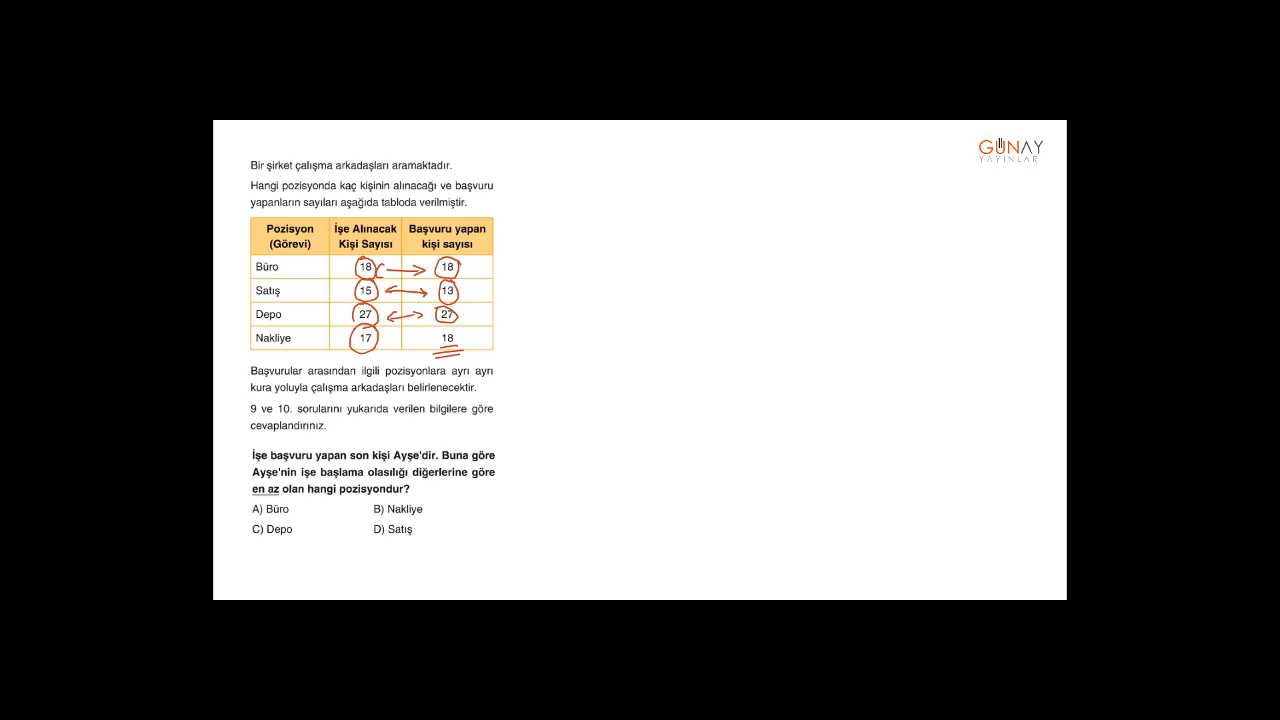 GÜNAY
YAYINLAR
Bir şirket çalışma arkadaşları aramaktadır.
Hangi pozisyonda kaç kişinin alınacağı ve başvuru
yapanların sayıları aşağıda tabloda verilmiştir.
Pozisyon (Görevi) İşe Alınacak Kişi Sayısı Başvuru yapan kişi sayısı
Büro 18 18
Satış 15 13
Depo 27 27
Nakliye 17 18
Başvurular arasından ilgili pozisyonlara ayrı ayrı
kura yoluyla çalışma arkadaşları belirlenecektir.
9 ve 10. sorularını yukarıda verilen bilgilere göre
cevaplandırınız.
İşe başvuru yapan son kişi Ayşe'dir. Buna göre
Ayşe'nin işe başlama olasılığı diğerlerine göre
en az olan hangi pozisyondur?
A) Büro B) Nakliye
C) Depo D) Satış